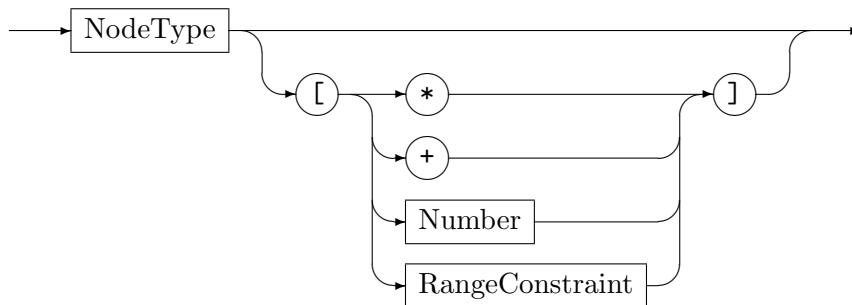 NodeType
[ * ]
+
Number
RangeConstraint